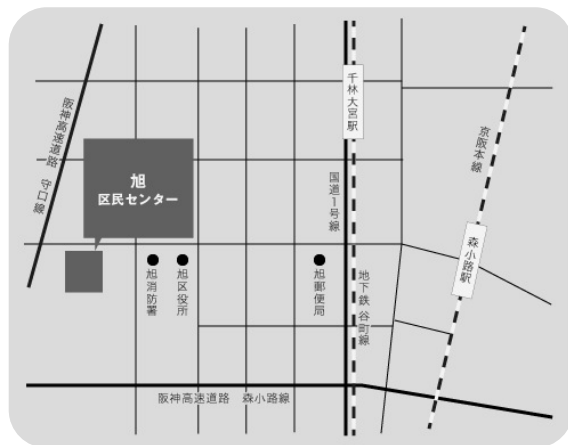 千林大宮駅
阪神高速道路 守口線
京阪本線
旭
区民センター
国道1号線
森小路駅
旭消防署
旭区役所
旭郵便局
地下鉄 谷町線
阪神高速道路 森小路線